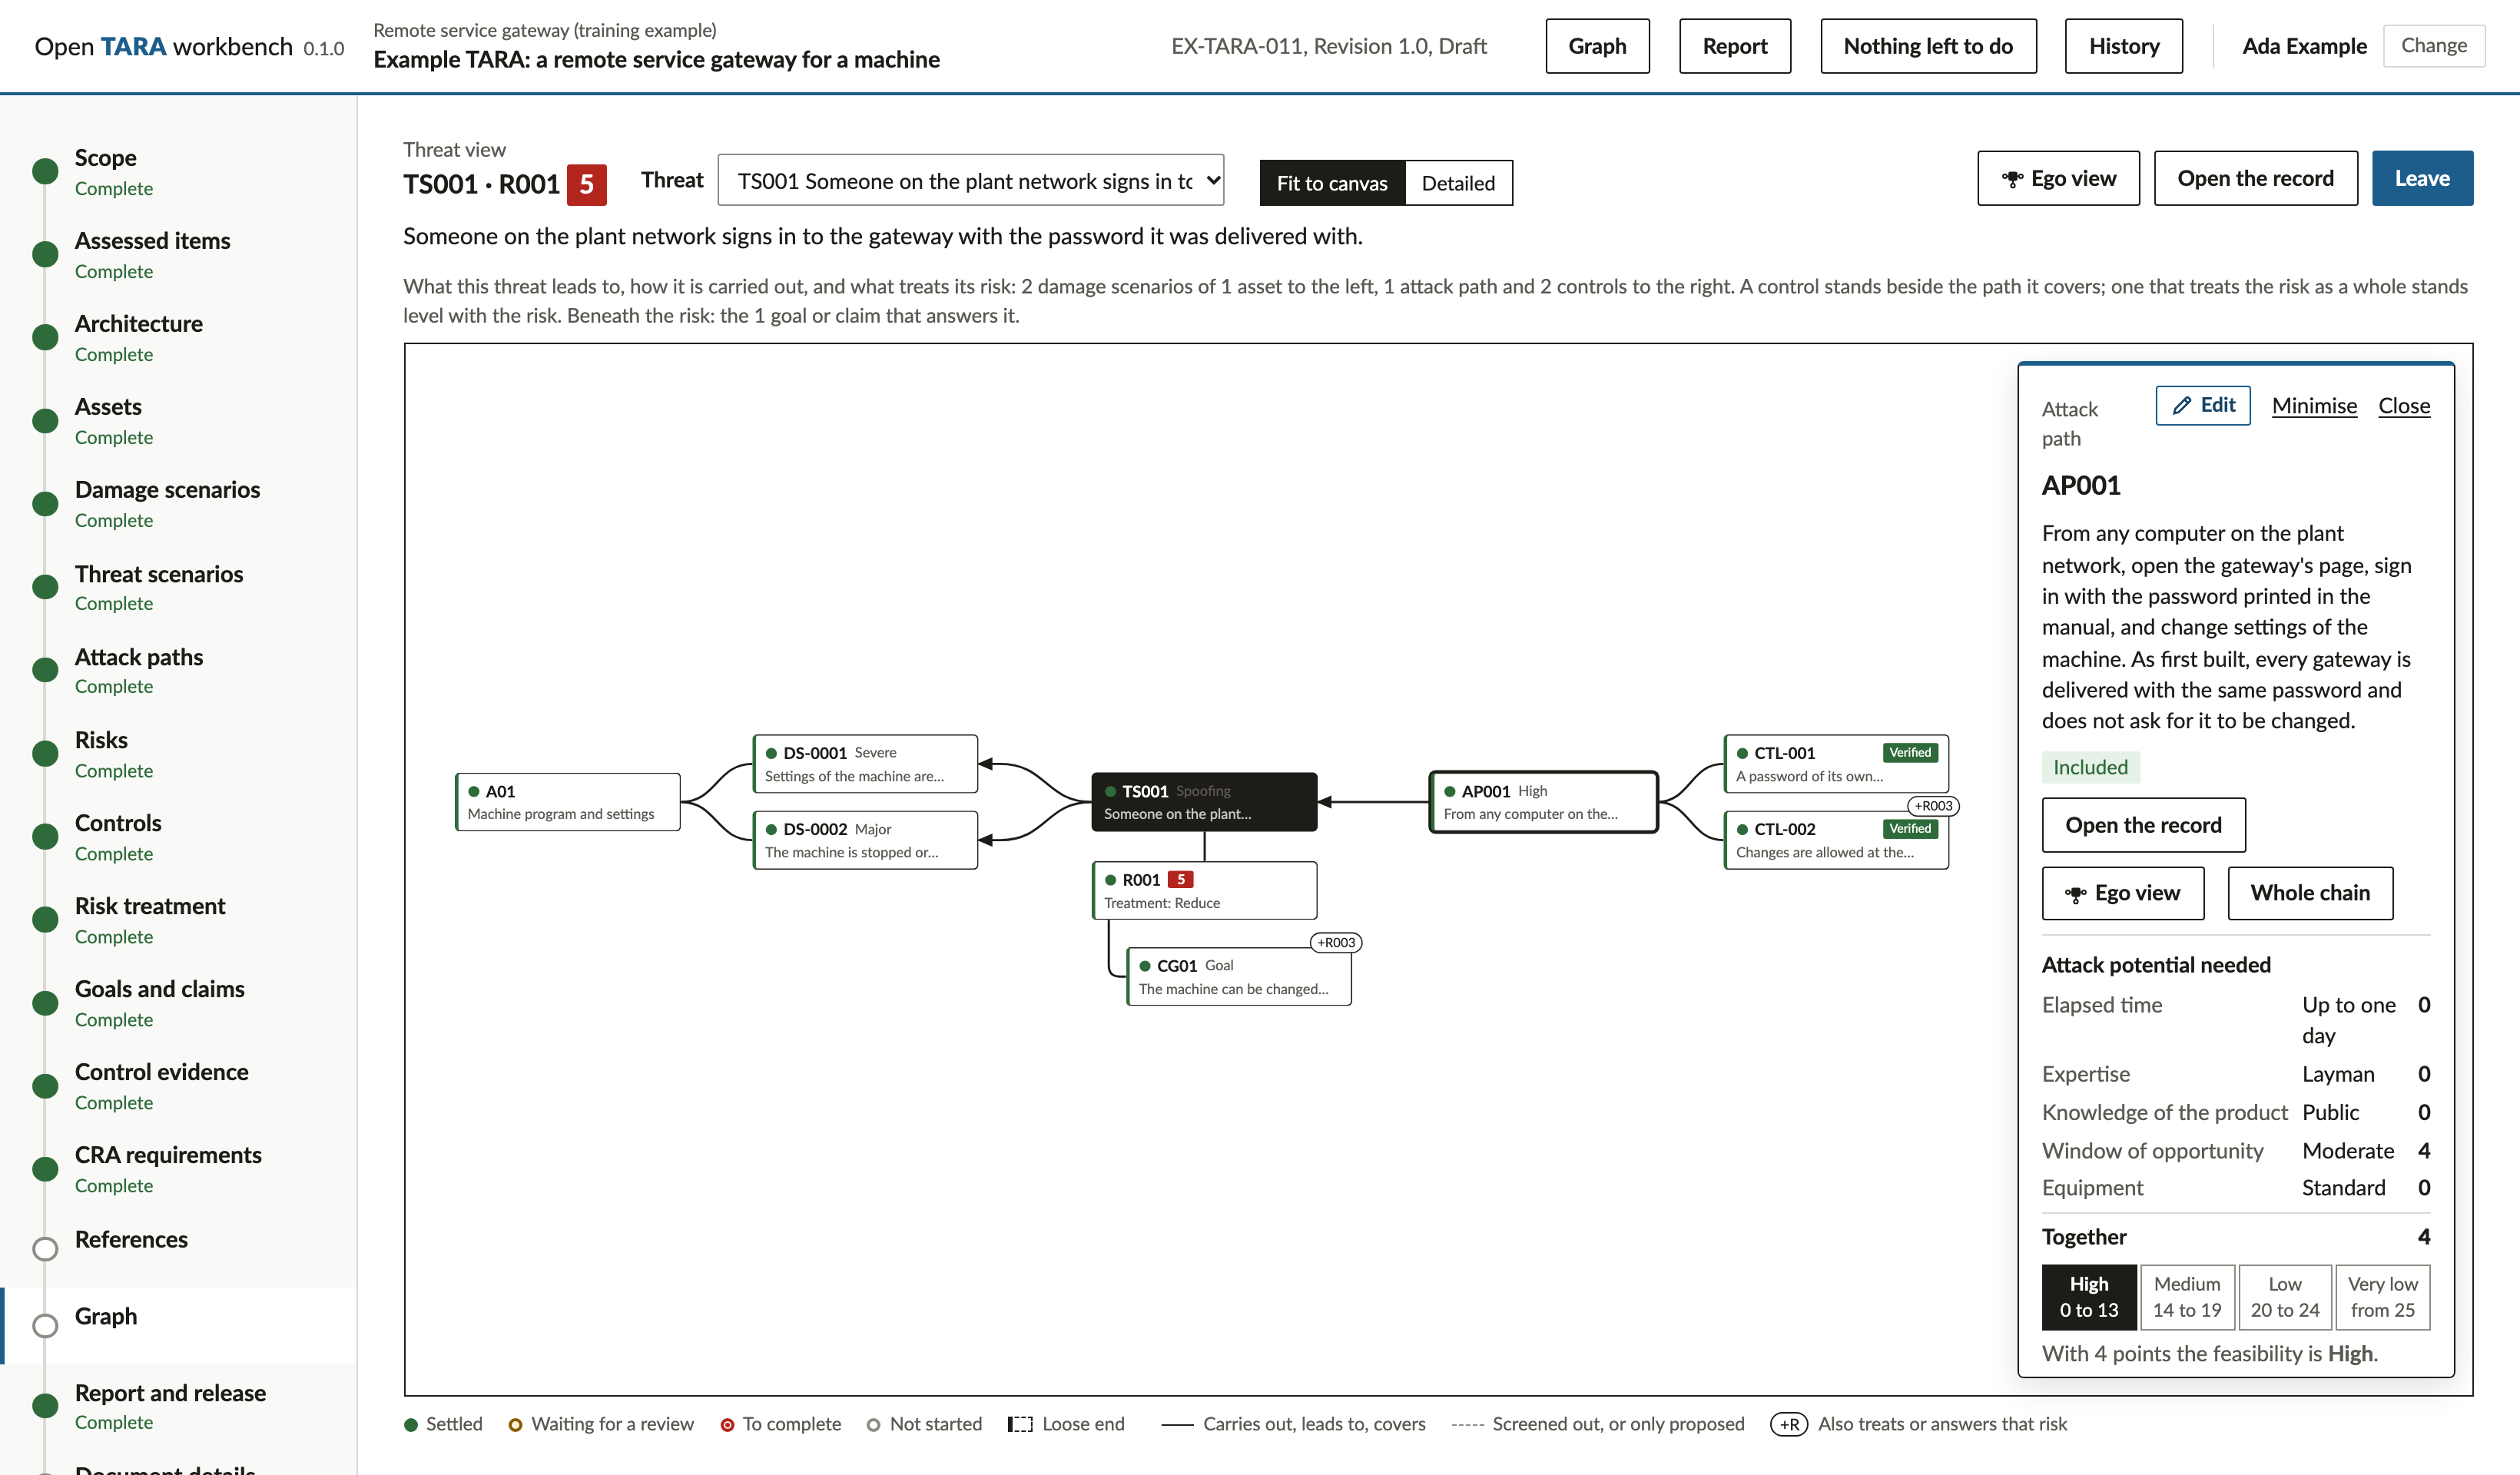 Open TARA workbench 0.1.0
Remote service gateway (training example)
Example TARA: a remote service gateway for a machine
EX-TARA-011, Revision 1.0, Draft
Graph
Report
Nothing left to do
History
Ada Example
Change
Scope
Complete
Assessed items
Complete
Architecture
Complete
Assets
Complete
Damage scenarios
Complete
Threat scenarios
Complete
Attack paths
Complete
Risks
Complete
Controls
Complete
Risk treatment
Complete
Goals and claims
Complete
Control evidence
Complete
CRA requirements
Complete
References
Graph
Report and release
Complete
Document details
Threat view
TS001 · R001 5
Threat
TS001 Someone on the plant network signs in to
Fit to canvas
Detailed
Ego view
Open the record
Leave
Someone on the plant network signs in to the gateway with the password it was delivered with.
What this threat leads to, how it is carried out, and what treats its risk: 2 damage scenarios of 1 asset to the left, 1 attack path and 2 controls to the right. A control stands beside the path it covers; one that treats the risk as a whole stands
level with the risk. Beneath the risk: the 1 goal or claim that answers it.
A01
Machine program and settings
DS-0001 Severe
Settings of the machine are...
DS-0002 Major
The machine is stopped or...
TS001 Spoofing
Someone on the plant...
R001 5
Treatment: Reduce
+R003
CG01 Goal
The machine can be changed...
AP001 High
From any computer on the...
CTL-001 Verified
A password of its own...
+R003
CTL-002 Verified
Changes are allowed at the...
Attack
path
Edit
Minimise
Close
AP001
From any computer on the plant
network, open the gateway's page, sign
in with the password printed in the
manual, and change settings of the
machine. As first built, every gateway is
delivered with the same password and
does not ask for it to be changed.
Included
Open the record
Ego view
Whole chain
Attack potential needed
Elapsed time Up to one 0
day
Expertise Layman 0
Knowledge of the product Public 0
Window of opportunity Moderate 4
Equipment Standard 0
Together 4
High Medium Low Very low
0 to 13 14 to 19 20 to 24 from 25
With 4 points the feasibility is High.
Settled
Waiting for a review
To complete
Not started
Loose end
Carries out, leads to, covers
Screened out, or only proposed
+R Also treats or answers that risk